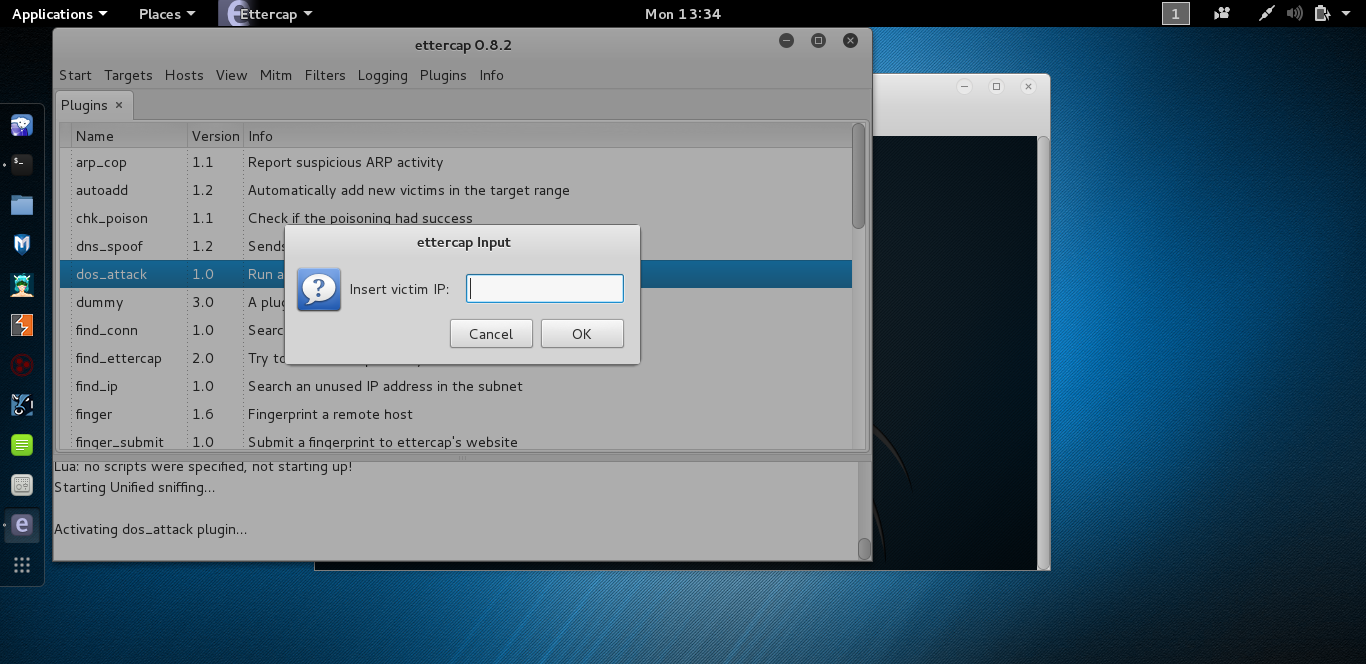 Applications Places Ettercap Mon 13:34 1
ettercap 0.8.2
Start Targets Hosts View Mitm Filters Logging Plugins Info
Plugins ×
Name Version Info
arp_cop 1.1 Report suspicious ARP activity
autoadd 1.2 Automatically add new victims in the target range
chk_poison 1.1 Check if the poisoning had success
dns_spoof 1.2 Sends
dos_attack 1.0 Run a
dummy 3.0 A plug
find_conn 1.0 Searc
find_ettercap 2.0 Try to
find_ip 1.0 Search an unused IP address in the subnet
finger 1.6 Fingerprint a remote host
finger_submit 1.0 Submit a fingerprint to ettercap's website
ettercap Input
Insert victim IP:
Cancel OK
Lua: no scripts were specified, not starting up!
Starting Unified sniffing...
Activating dos_attack plugin...